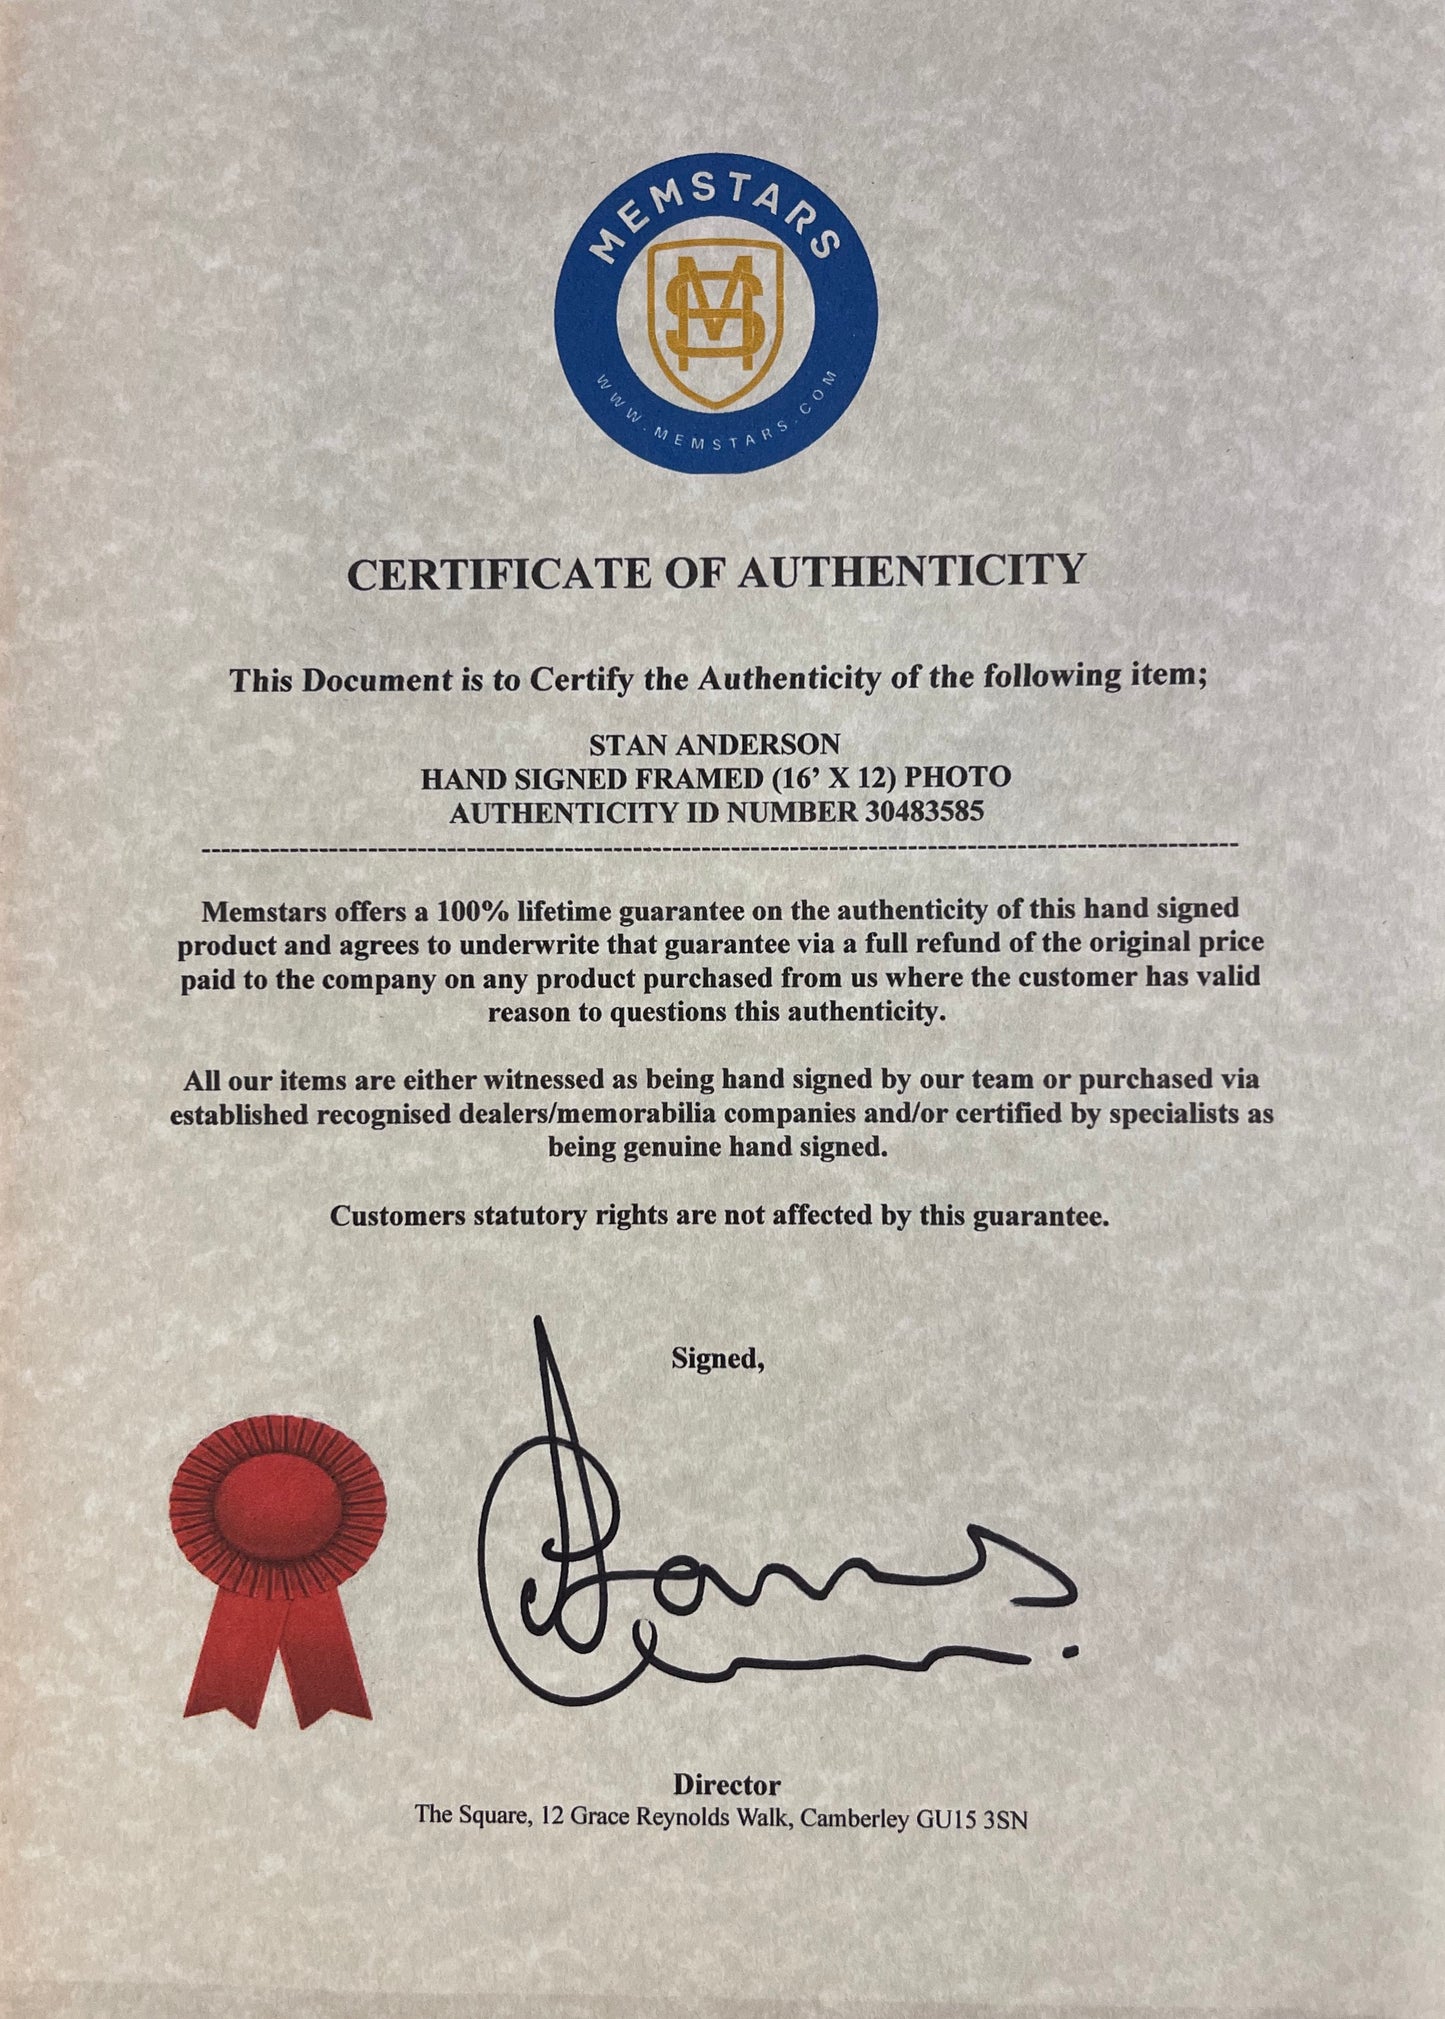 MEMSTARS
WWW.MEMSTARS.COM
CERTIFICATE OF AUTHENTICITY
This Document is to Certify the Authenticity of the following item;
STAN ANDERSON
HAND SIGNED FRAMED (16’ X 12) PHOTO
AUTHENTICITY ID NUMBER 30483585
Memstars offers a 100% lifetime guarantee on the authenticity of this hand signed
product and agrees to underwrite that guarantee via a full refund of the original price
paid to the company on any product purchased from us where the customer has valid
reason to questions this authenticity.
All our items are either witnessed as being hand signed by our team or purchased via
established recognised dealers/memorabilia companies and/or certified by specialists as
being genuine hand signed.
Customers statutory rights are not affected by this guarantee.
Signed,
Director
The Square, 12 Grace Reynolds Walk, Camberley GU15 3SN